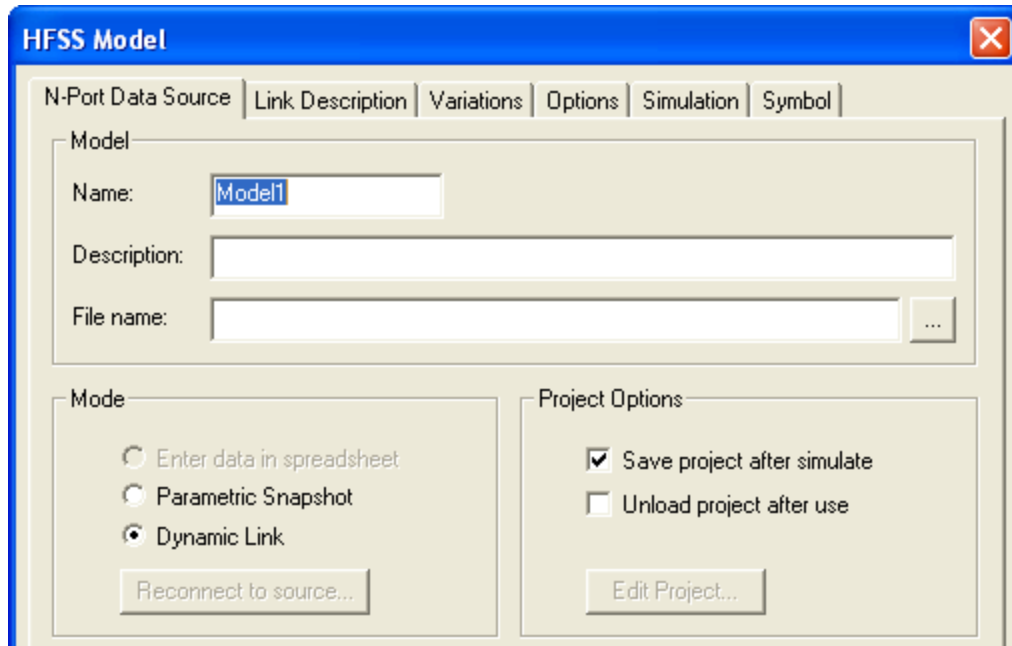 HFSS Model
N-Port Data Source Link Description Variations Options Simulation Symbol
Model
Name: Model1
Description:
File name: ...
Mode
Enter data in spreadsheet
Parametric Snapshot
Dynamic Link
Reconnect to source...
Project Options
Save project after simulate
Unload project after use
Edit Project...